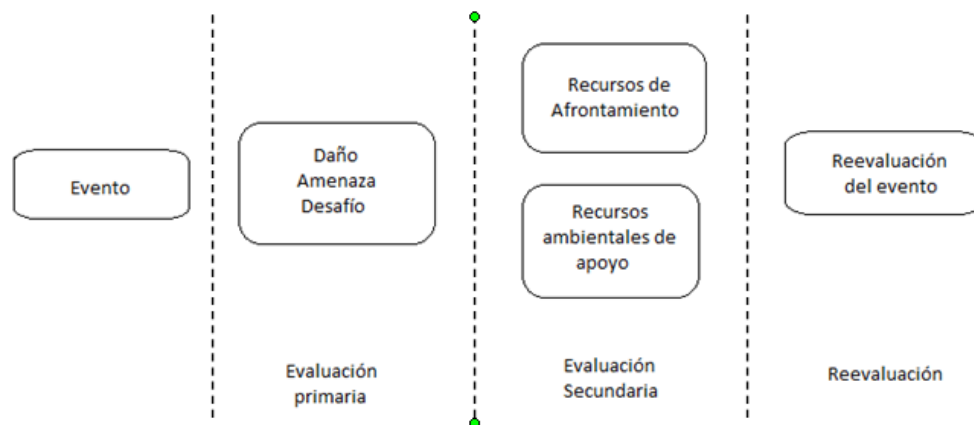 Evento
Daño
Amenaza
Desafío
Recursos de
Afrontamiento
Recursos
ambientales de
apoyo
Reevaluación
del evento
Evaluación
primaria
Evaluación
Secundaria
Reevaluación